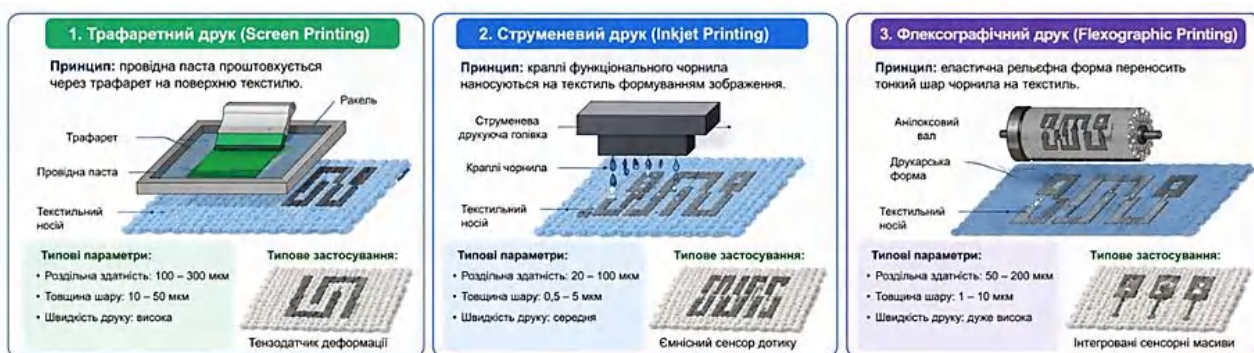 1. Трафаретний друк (Screen Printing)
Принцип: провідна паста проштовхується
через трафарет на поверхню текстилю.
Ракель
Трафарет
Провідна паста
Текстильний
носій
Типові параметри:
• Роздільна здатність: 100 – 300 мкм
• Товщина шару: 10 – 50 мкм
• Швидкість друку: висока
Типове застосування:
Тензодатчик деформації
2. Струменевий друк (Inkjet Printing)
Принцип: краплі функціонального чорнила
наносуються на текстиль формуванням зображення.
Струменева
друкуюча голівка
Краплі чорнила
Текстильний
носій
Типові параметри:
• Роздільна здатність: 20 – 100 мкм
• Товщина шару: 0,5 – 5 мкм
• Швидкість друку: середня
Типове застосування:
Ємнісний сенсор дотику
3. Флексографічний друк (Flexographic Printing)
Принцип: еластична рельєфна форма переносить
тонкий шар чорнила на текстиль.
Анілоксовий
вал
Друкарська
форма
Текстильний
носій
Типові параметри:
• Роздільна здатність: 50 – 200 мкм
• Товщина шару: 1 – 10 мкм
• Швидкість друку: дуже висока
Типове застосування:
Інтегровані сенсорні масиви